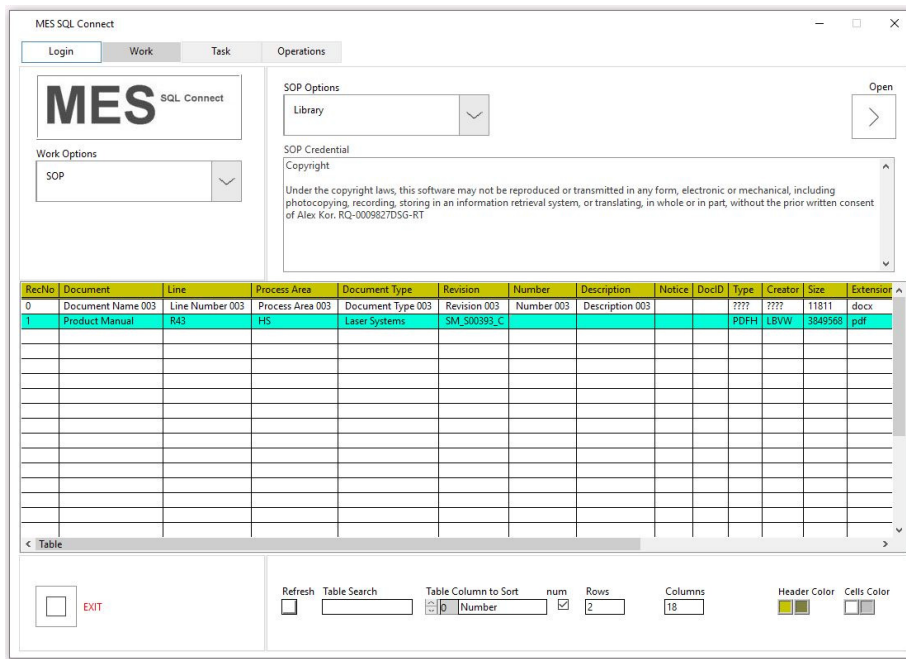 MES SQL Connect
Login Work Task Operations
MES SQL Connect
Work Options
SOP
SOP Options
Library
Open
SOP Credential
Copyright
Under the copyright laws, this software may not be reproduced or transmitted in any form, electronic or mechanical, including
photocopying, recording, storing in an information retrieval system, or translating, in whole or in part, without the prior written consent
of Alex Kor. RQ-0009827DSG-RT
RecNo Document Line Process Area Document Type Revision Number Description Notice DocID Type Creator Size Extension
0 Document Name 003 Line Number 003 Process Area 003 Document Type 003 Revision 003 Number 003 Description 003 ???? ???? 11811 docx
1 Product Manual R43 HS Laser Systems SM_S00393_C PDFH LBVW 3849568 pdf
Table
EXIT
Refresh Table Search Table Column to Sort num Rows Columns Header Color Cells Color
0 Number 2 18